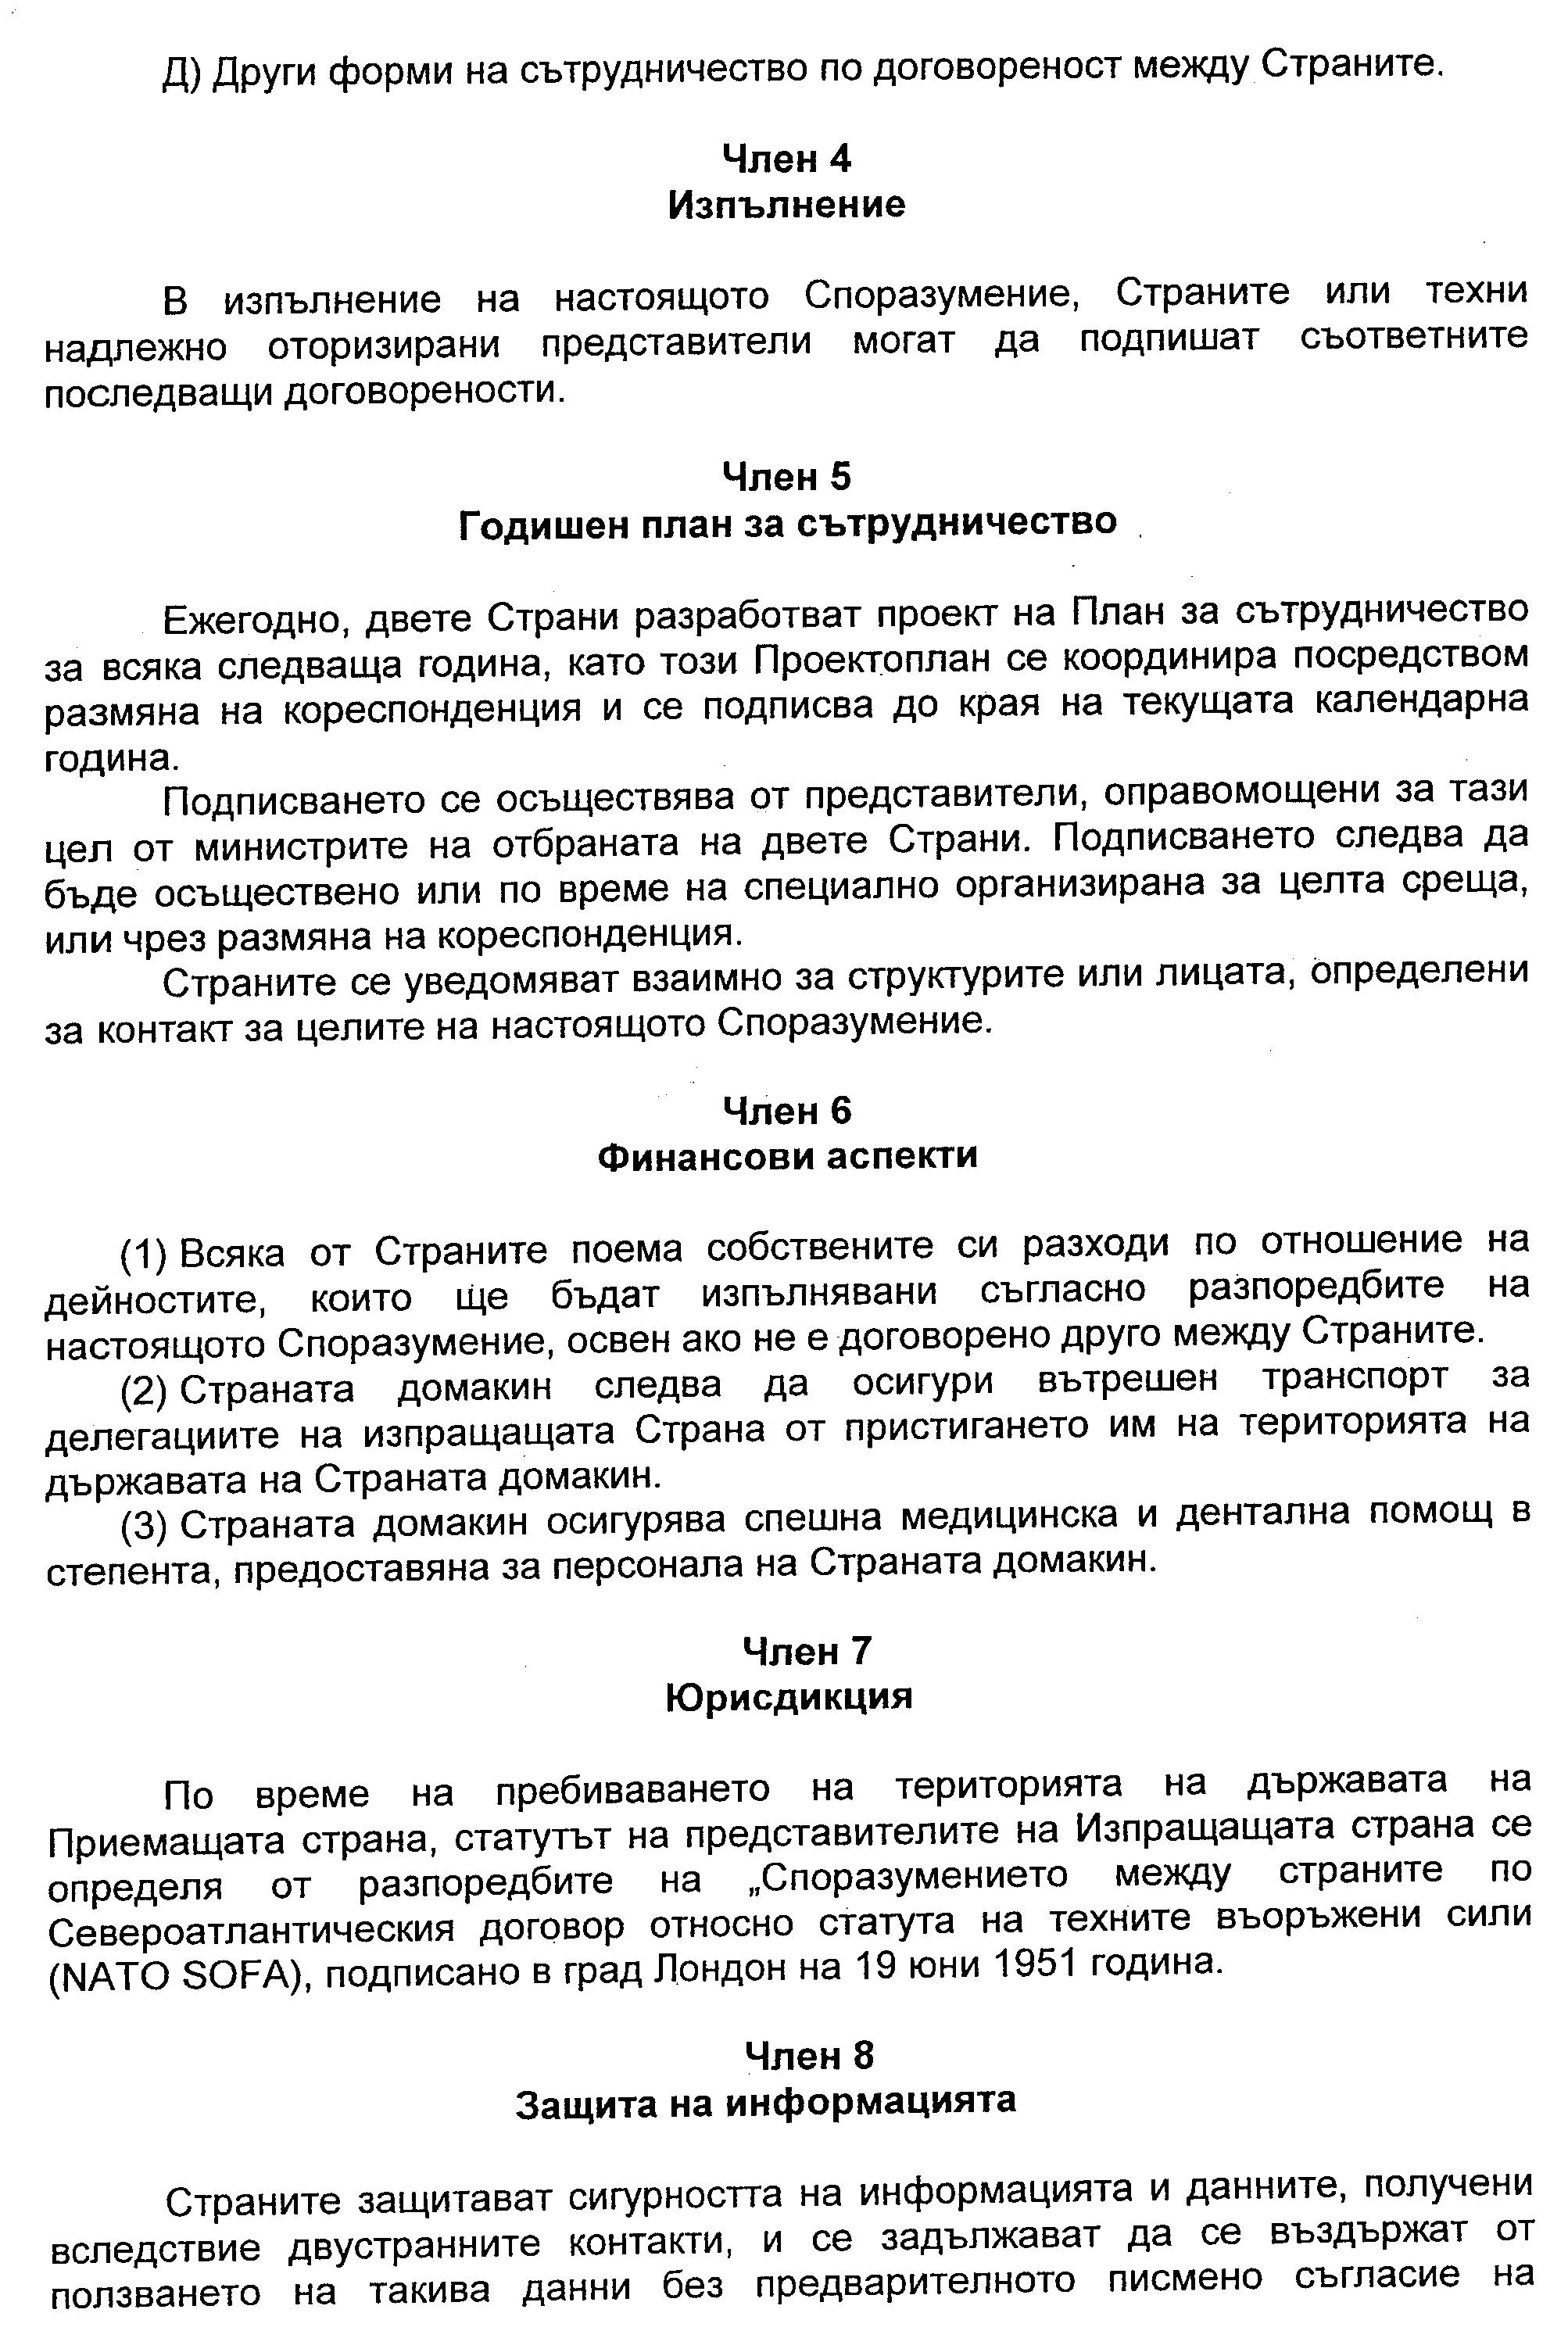 Д) Други форми на сътрудничество по договореност между Страните.
Член 4
Изпълнение
В изпълнение на настоящото Споразумение, Страните или техни
надлежно оторизирани представители могат да подпишат съответните
последващи договорености.
Член 5
Годишен план за сътрудничество
Ежегодно, двете Страни разработват проект на План за сътрудничество
за всяка следваща година, като този Проектоплан се координира посредством
размяна на кореспонденция и се подписва до края на текущата календарна
година.
Подписването се осъществява от представители, оправомощени за тази
цел от министрите на отбраната на двете Страни. Подписването следва да
бъде осъществено или по време на специално организирана за целта среща,
или чрез размяна на кореспонденция.
Страните се уведомяват взаимно за структурите или лицата, определени
за контакт за целите на настоящото Споразумение.
Член 6
Финансови аспекти
(1) Всяка от Страните поема собствените си разходи по отношение на
дейностите, които ще бъдат изпълнявани съгласно разпоредбите на
настоящото Споразумение, освен ако не е договорено друго между Страните.
(2) Страната домакин следва да осигури вътрешен транспорт за
делегациите на изпращащата Страна от пристигането им на територията на
държавата на Страната домакин.
(3) Страната домакин осигурява спешна медицинска и дентална помощ в
степента, предоставяна за персонала на Страната домакин.
Член 7
Юрисдикция
По време на пребиваването на територията на държавата на
Приемащата страна, статутът на представителите на Изпращащата страна се
определя от разпоредбите на „Споразумението между страните по
Североатлантическия договор относно статута на техните въоръжени сили
(NATO SOFA), подписано в град Лондон на 19 юни 1951 година.
Член 8
Защита на информацията
Страните защитават сигурността на информацията и данните, получени
вследствие двустранните контакти, и се задължават да се въздържат от
ползването на такива данни без предварителното писмено съгласие на